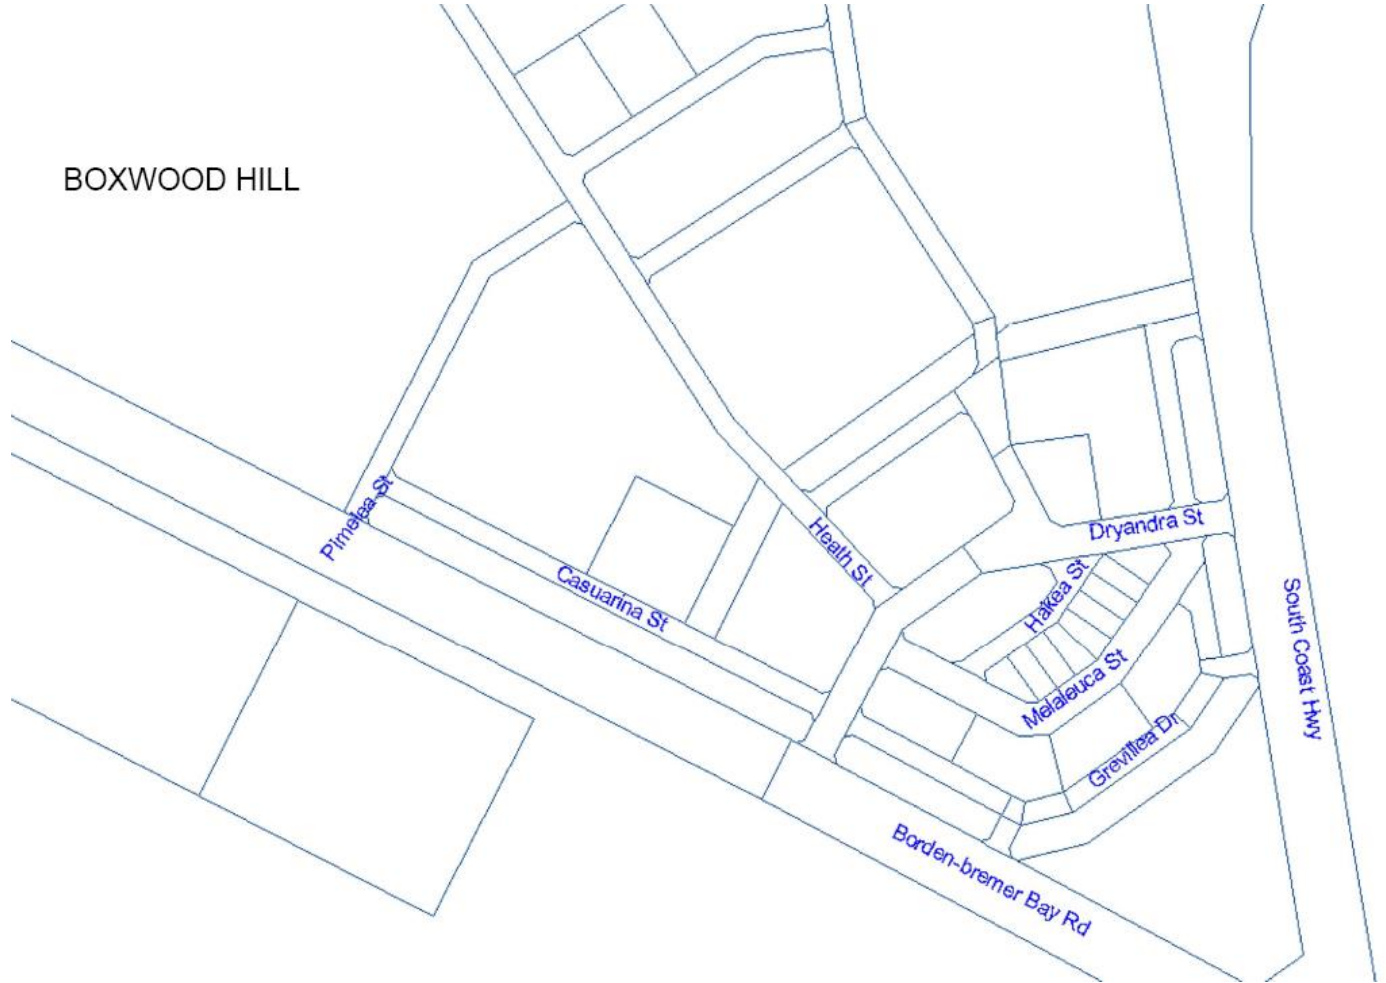 BOXWOOD HILL
Pimelea St
Casuarina St
Heath St
Dryandra St
Hakea St
Melaleuca St
Grevillea Dr
South Coast Hwy
Borden-bremer Bay Rd